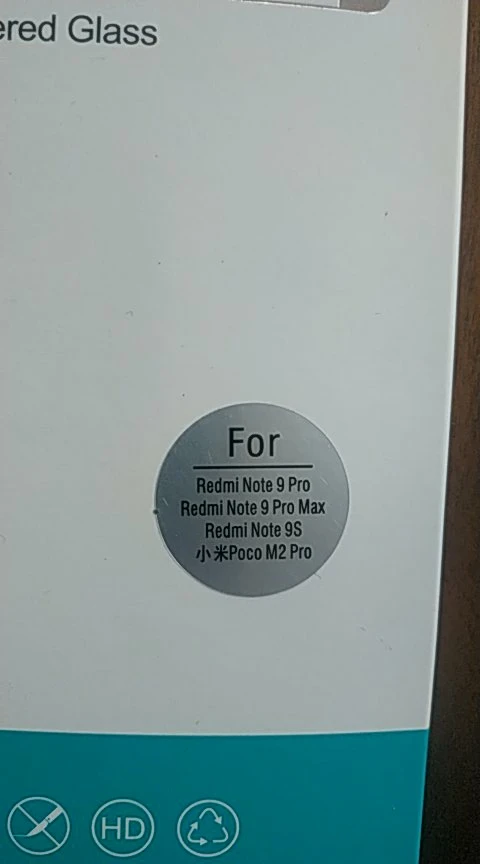 ered Glass
For
Redmi Note 9 Pro
Redmi Note 9 Pro Max
Redmi Note 9S
小米Poco M2 Pro
HD